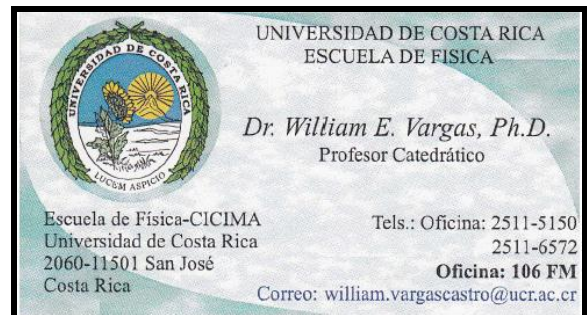 UNIVERSIDAD DE COSTA RICA
LUCEM ASPICIO
UNIVERSIDAD DE COSTA RICA
ESCUELA DE FISICA
Dr. William E. Vargas, Ph.D.
Profesor Catedrático
Escuela de Física-CICIMA
Universidad de Costa Rica
2060-11501 San José
Costa Rica
Tels.: Oficina: 2511-5150
2511-6572
Oficina: 106 FM
Correo: william.vargascastro@ucr.ac.cr